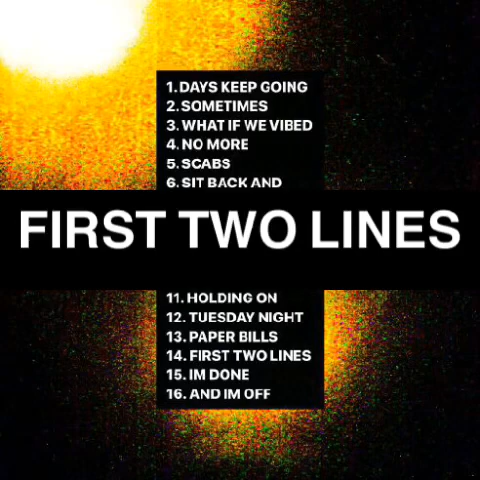 1. DAYS KEEP GOING
2. SOMETIMES
3. WHAT IF WE VIBED
4. NO MORE
5. SCABS
6. SIT BACK AND
FIRST TWO LINES
11. HOLDING ON
12. TUESDAY NIGHT
13. PAPER BILLS
14. FIRST TWO LINES
15. IM DONE
16. AND IM OFF